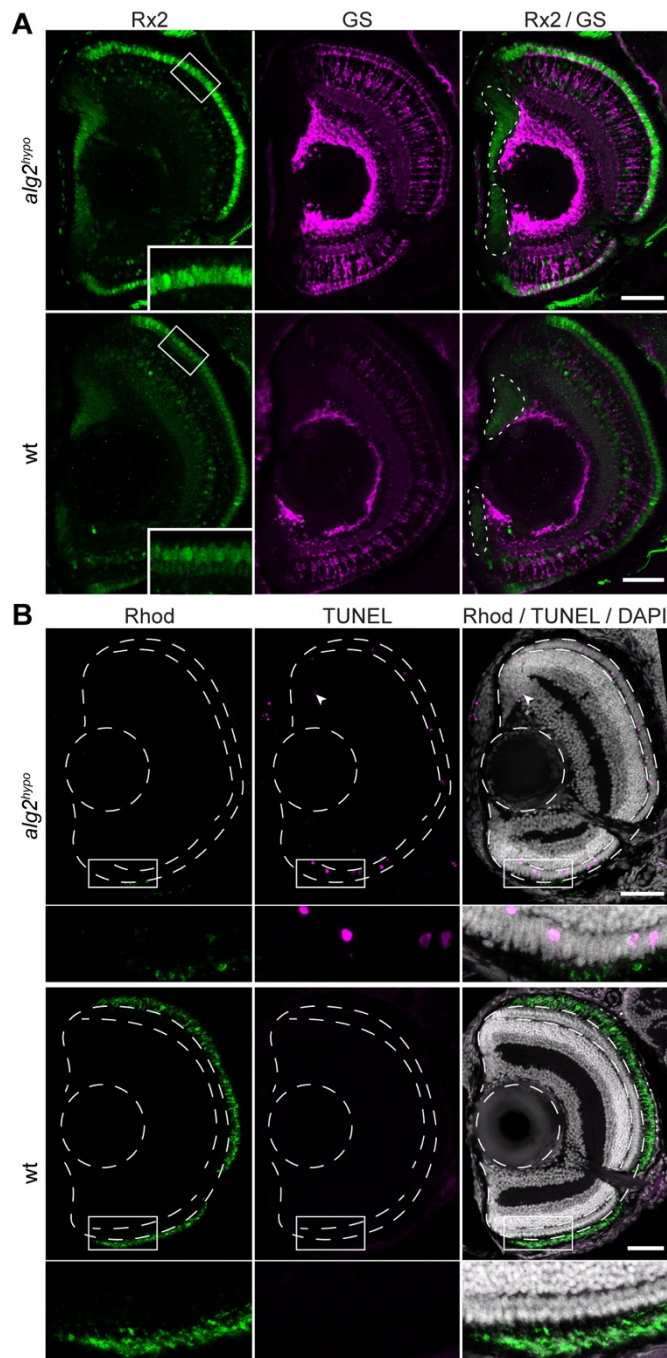 A
Rx2 GS Rx2 / GS
alg2hypo
wt
B
Rhod TUNEL Rhod / TUNEL / DAPI
alg2hypo
wt